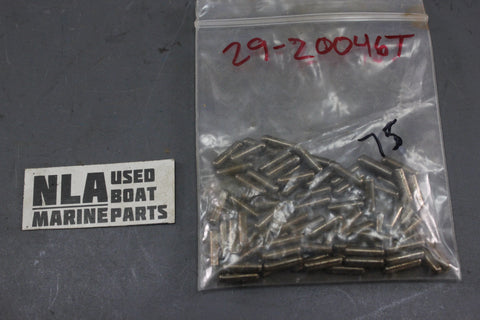 29-20046T
75
NLA USED
BOAT
MARINE PARTS